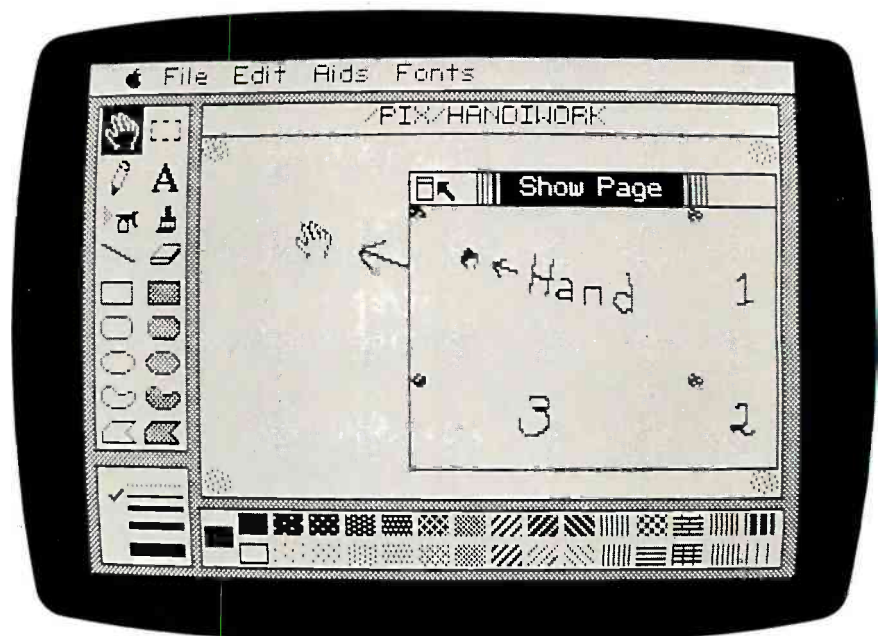 File Edit Aids Fonts
/PIX/HANDIWORK
A
Show Page
Hand
1
3
2